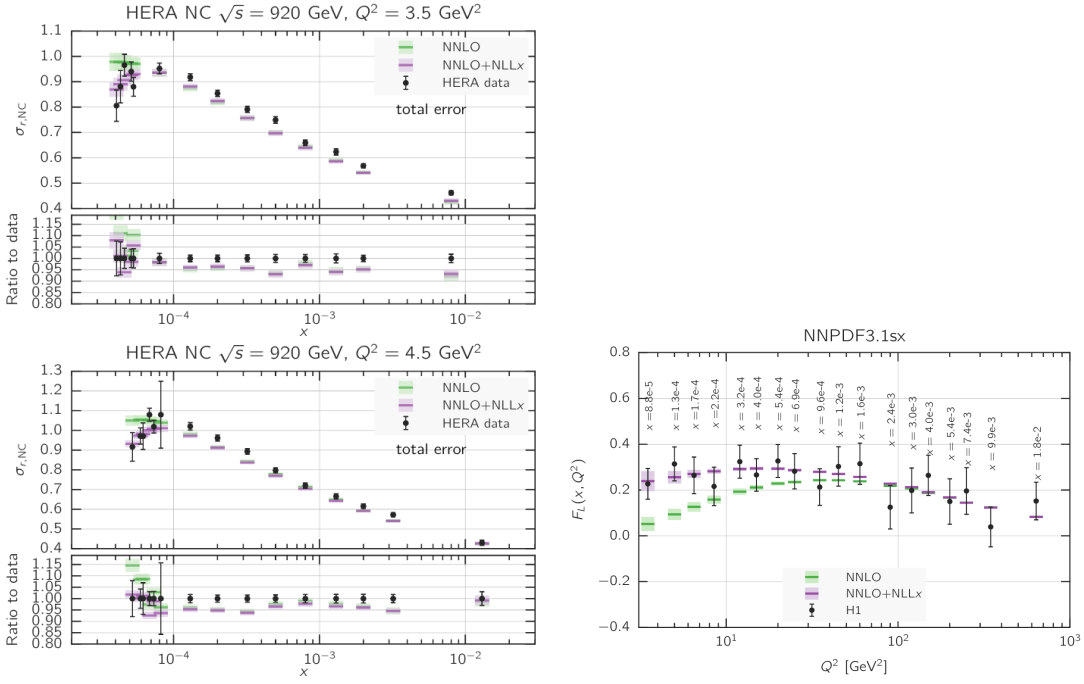 HERA NC √s = 920 GeV, Q² = 3.5 GeV²
1.1
1.0
0.9
0.8
0.7
0.6
0.5
0.4
σr,NC
NNLO
NNLO+NLLx
HERA data
total error
1.15
1.10
1.05
1.00
0.95
0.90
0.85
0.80
Ratio to data
10⁻⁴ 10⁻³ 10⁻²
x
HERA NC √s = 920 GeV, Q² = 4.5 GeV²
1.3
1.2
1.1
1.0
0.9
0.8
0.7
0.6
0.5
0.4
σr,NC
NNLO
NNLO+NLLx
HERA data
total error
1.15
1.10
1.05
1.00
0.95
0.90
0.85
0.80
Ratio to data
10⁻⁴ 10⁻³ 10⁻²
x
NNPDF3.1sx
0.8
0.6
0.4
0.2
0.0
−0.2
−0.4
F_L(x, Q²)
x =8.8e-5
x =1.3e-4
x =1.7e-4
x =2.2e-4
x = 3.2e-4
x = 4.0e-4
x = 5.4e-4
x = 6.9e-4
x = 9.6e-4
x = 1.2e-3
x = 1.6e-3
x = 2.4e-3
x = 3.0e-3
x = 4.0e-3
x = 5.4e-3
x = 7.4e-3
x = 9.9e-3
x = 1.8e-2
NNLO
NNLO+NLLx
H1
10¹ 10² 10³
Q² [GeV²]